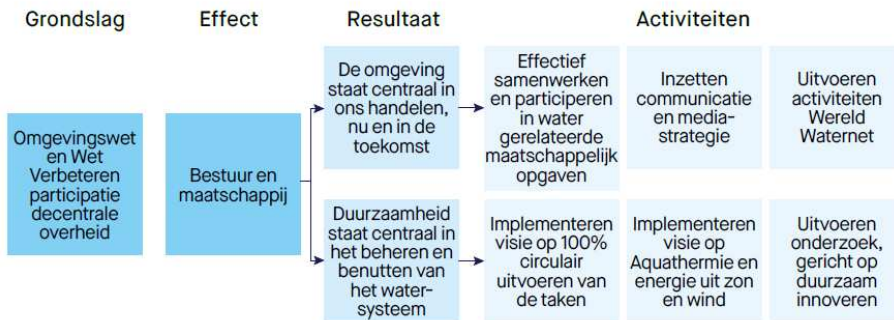 Grondslag
Effect
Resultaat
Activiteiten
Omgevingswet
en Wet
Verbeteren
participatie
decentrale
overheid
Bestuur en
maatschappij
De omgeving
staat centraal in
ons handelen,
nu en in de
toekomst
Effectief
samenwerken
en participeren
in water
gerelateerde
maatschappelijk
opgaven
Inzetten
communicatie
en media-
strategie
Uitvoeren
activiteiten
Wereld
Waternet
Duurzaamheid
staat centraal in
het beheren en
benutten van
het water-
systeem
Implementeren
visie op 100%
circulair
uitvoeren van
de taken
Implementeren
visie op
Aquathermie en
energie uit zon
en wind
Uitvoeren
onderzoek,
gericht op
duurzaam
innoveren